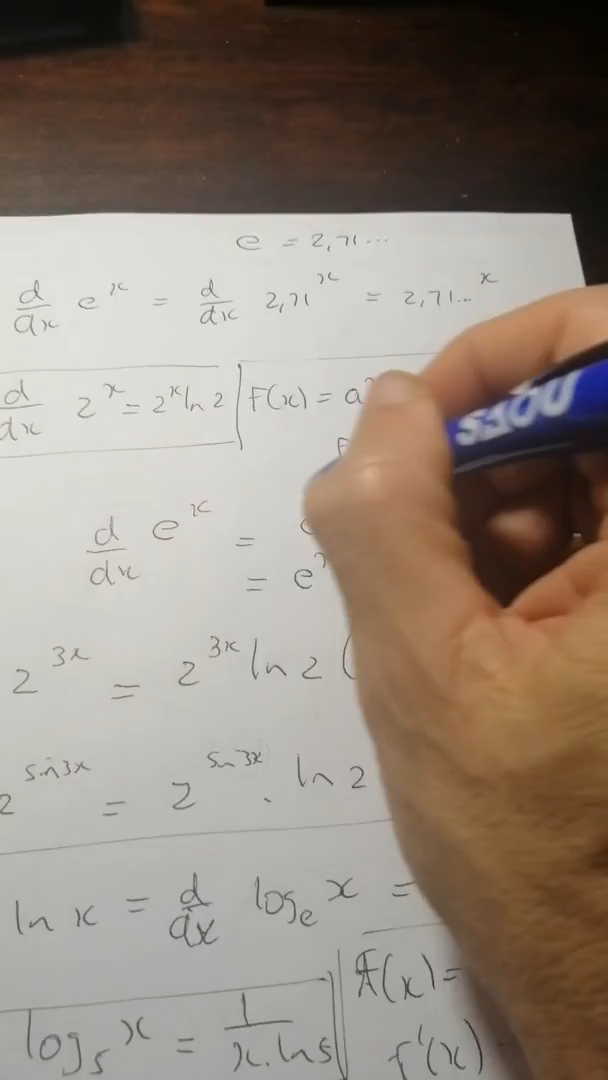 e = 2,71...
d/dx e^x = d/dx 2,71^x = 2,71...^x
d/dx 2^x = 2^x ln 2 | F(x) = a
d/dx e^x =
= e
2^3x = 2^3x ln 2 (
2^sin3x = 2^sin3x . ln 2
ln x = d/dx log_e x =
log_5 x = 1/x.ln5
F(x) =
f'(x)